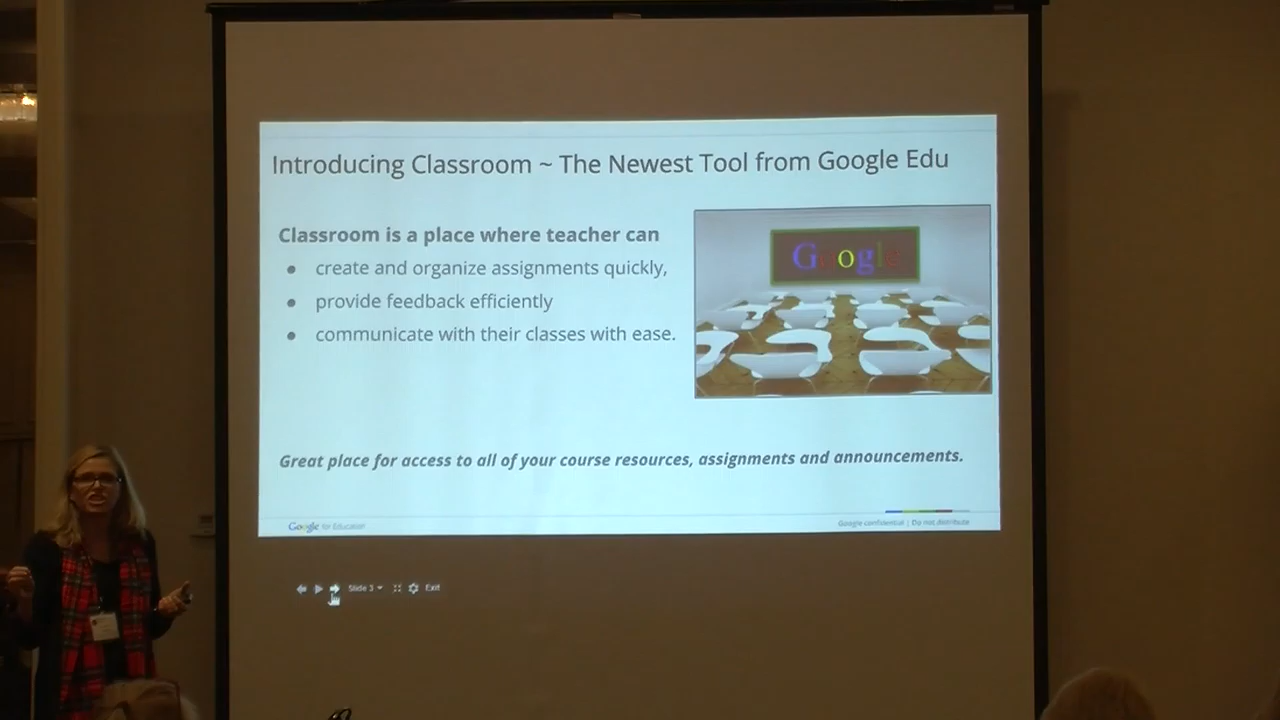 Introducing Classroom ~ The Newest Tool from Google Edu
Classroom is a place where teacher can
● create and organize assignments quickly,
● provide feedback efficiently
● communicate with their classes with ease.
Google
Great place for access to all of your course resources, assignments and announcements.
Google for Education
Google confidential | Do not distribute
Slide 3
Exit